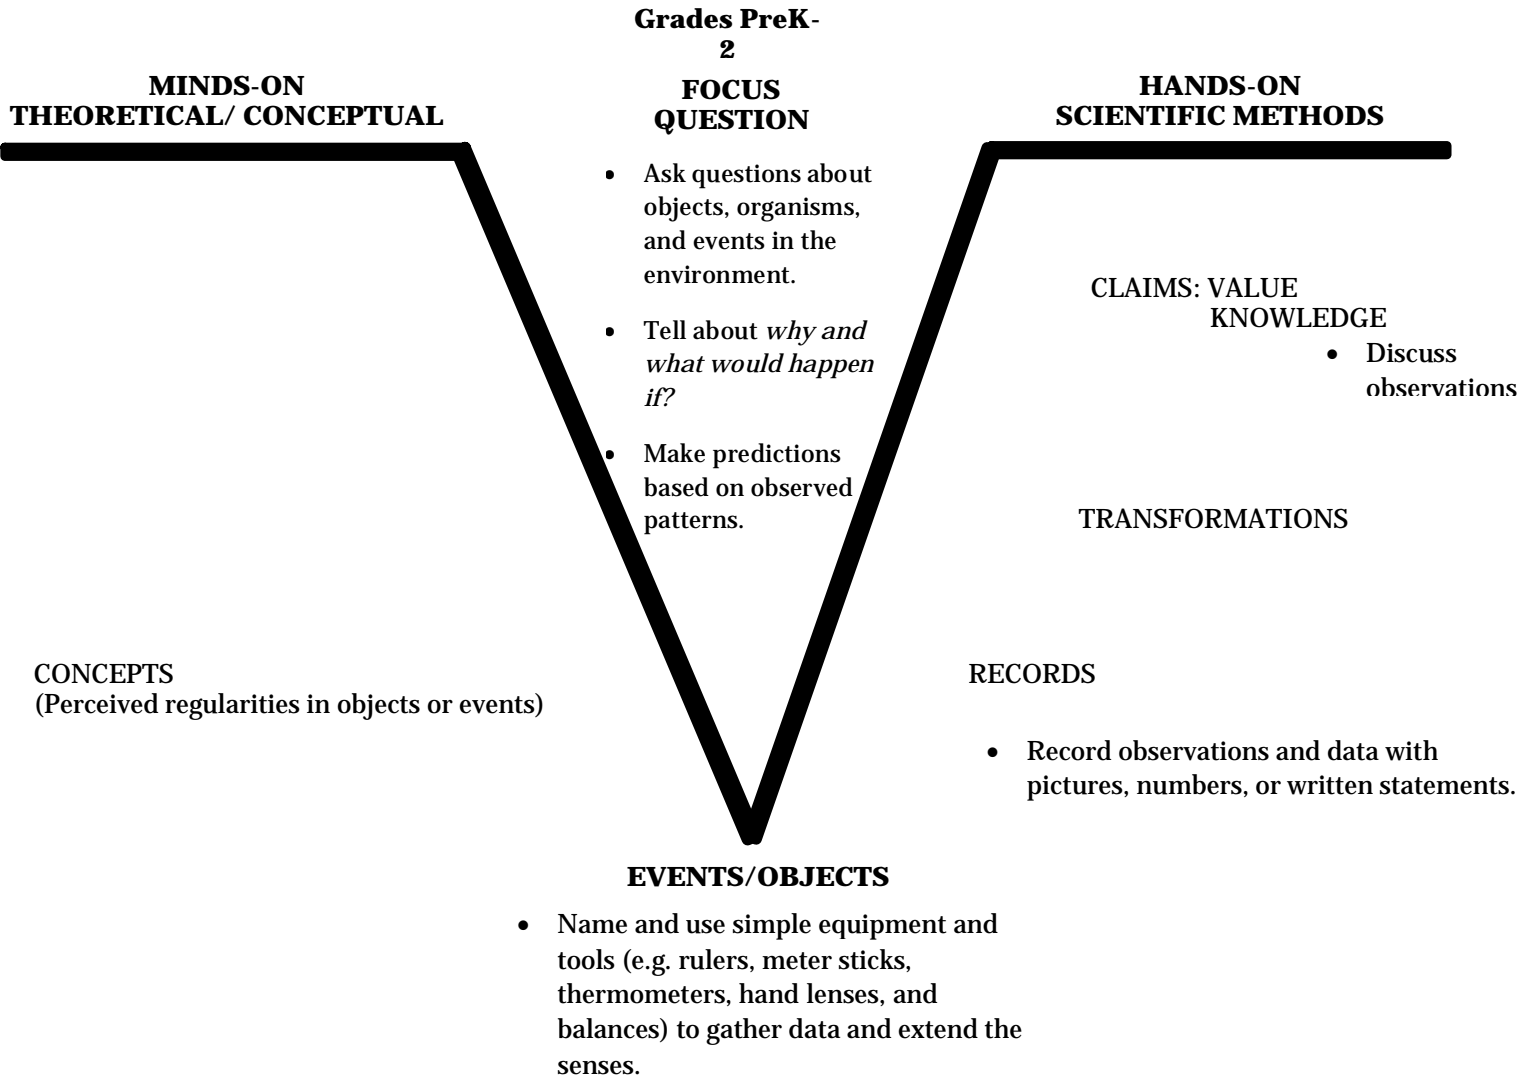 Grades PreK-
2
MINDS-ON
THEORETICAL/ CONCEPTUAL
FOCUS
QUESTION
HANDS-ON
SCIENTIFIC METHODS
• Ask questions about
objects, organisms,
and events in the
environment.
• Tell about why and
what would happen
if?
• Make predictions
based on observed
patterns.
CLAIMS: VALUE
KNOWLEDGE
• Discuss
observations
TRANSFORMATIONS
CONCEPTS
(Perceived regularities in objects or events)
RECORDS
• Record observations and data with
pictures, numbers, or written statements.
EVENTS/OBJECTS
• Name and use simple equipment and
tools (e.g. rulers, meter sticks,
thermometers, hand lenses, and
balances) to gather data and extend the
senses.